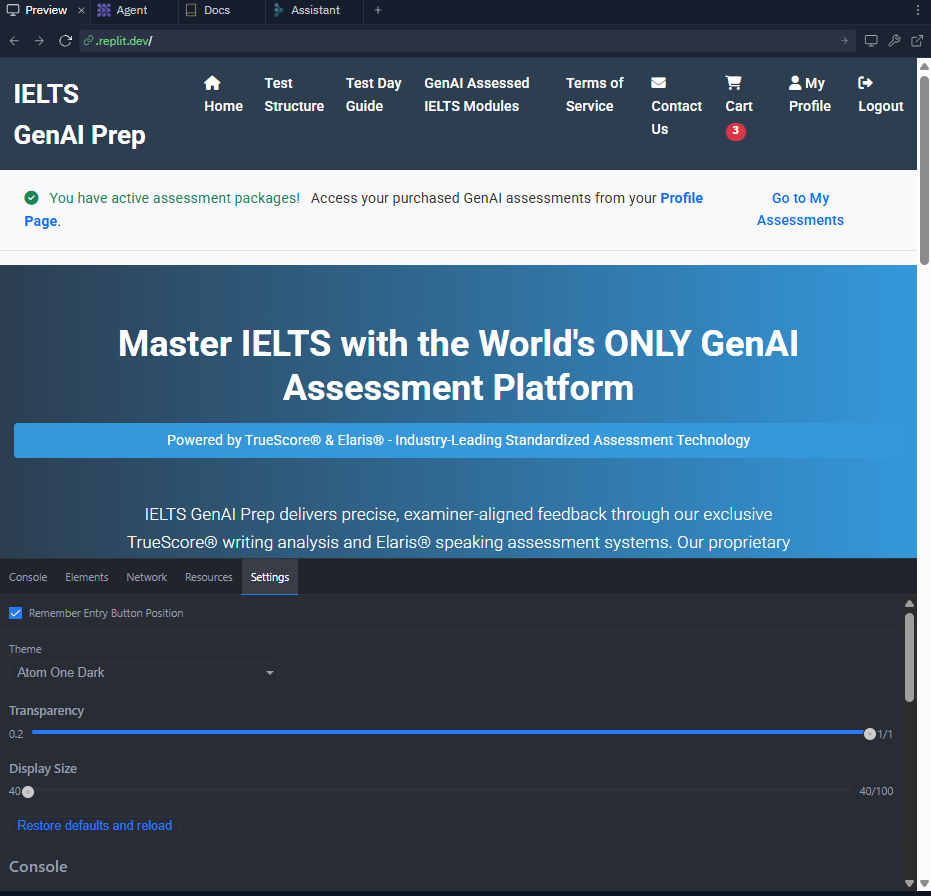 Preview
Agent
Docs
Assistant
.replit.dev/
IELTS
GenAI Prep
Home
Test
Structure
Test Day
Guide
GenAI Assessed
IELTS Modules
Terms of
Service
Contact
Us
Cart
3
My
Profile
Logout
You have active assessment packages! Access your purchased GenAI assessments from your Profile
Page.
Go to My
Assessments
Master IELTS with the World's ONLY GenAI
Assessment Platform
Powered by TrueScore® & Elaris® - Industry-Leading Standardized Assessment Technology
IELTS GenAI Prep delivers precise, examiner-aligned feedback through our exclusive
TrueScore® writing analysis and Elaris® speaking assessment systems. Our proprietary
Console
Elements
Network
Resources
Settings
Remember Entry Button Position
Theme
Atom One Dark
Transparency
0.2
1/1
Display Size
40
40/100
Restore defaults and reload
Console